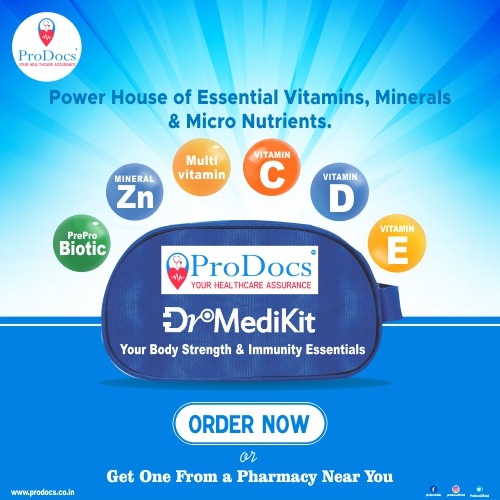 ProDocs
YOUR HEALTHCARE ASSURANCE
Power House of Essential Vitamins, Minerals
& Micro Nutrients.
PrePro
Biotic
MINERAL
Zn
Multi
vitamin
VITAMIN
C
VITAMIN
D
VITAMIN
E
ProDocs
YOUR HEALTHCARE ASSURANCE
DrMediKit
Your Body Strength & Immunity Essentials
ORDER NOW
or
Get One From a Pharmacy Near You
www.prodocs.co.in